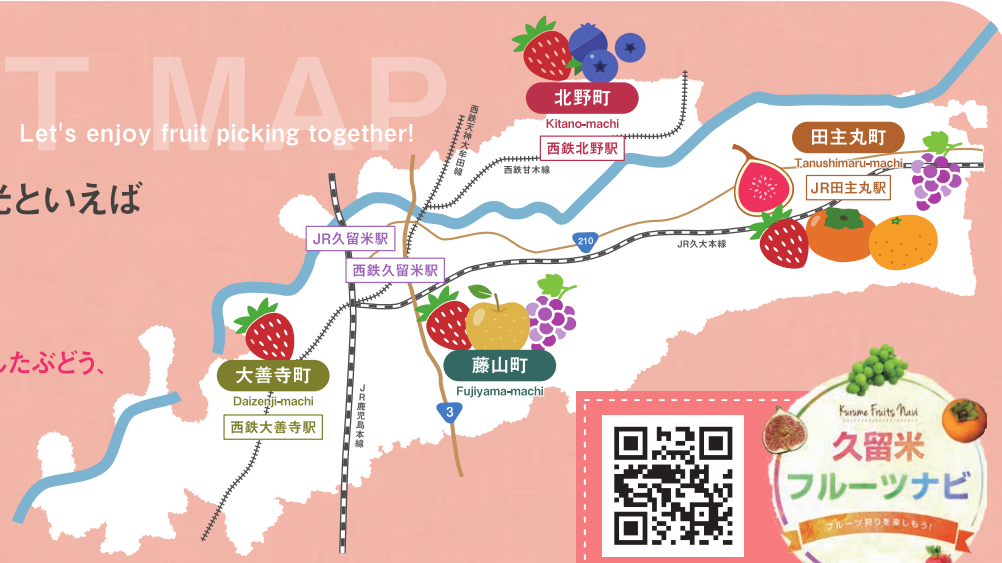 T MAP
Let's enjoy fruit picking together!
光といえば
したぶどう、
北野町
Kitano-machi
西鉄北野駅
西鉄天神大牟田線
西鉄甘木線
田主丸町
Tanushimaru-machi
JR田主丸駅
JR久留米駅
西鉄久留米駅
210
JR久大本線
大善寺町
Daizenji-machi
西鉄大善寺駅
藤山町
Fujiyama-machi
3
JR鹿児島本線
Kurume Fruits Navi
久留米
フルーツナビ
フルーツ狩りを楽しもう!